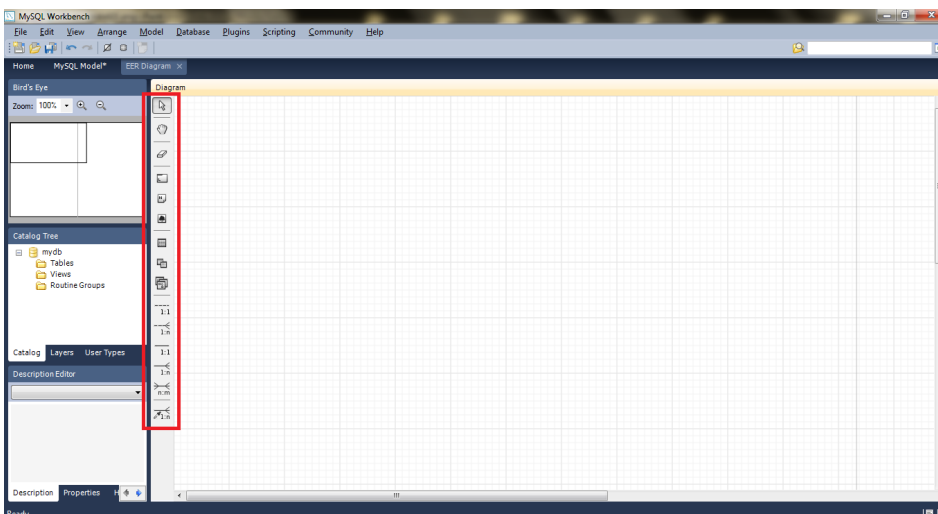 MySQL Workbench
File Edit View Arrange Model Database Plugins Scripting Community Help
Home MySQL Model* EER Diagram
Bird's Eye
Diagram
Zoom: 100%
Catalog Tree
mydb
Tables
Views
Routine Groups
1:1
1:n
1:1
1:n
n:m
1:n
Catalog Layers User Types
Description Editor
Description Properties H
Ready